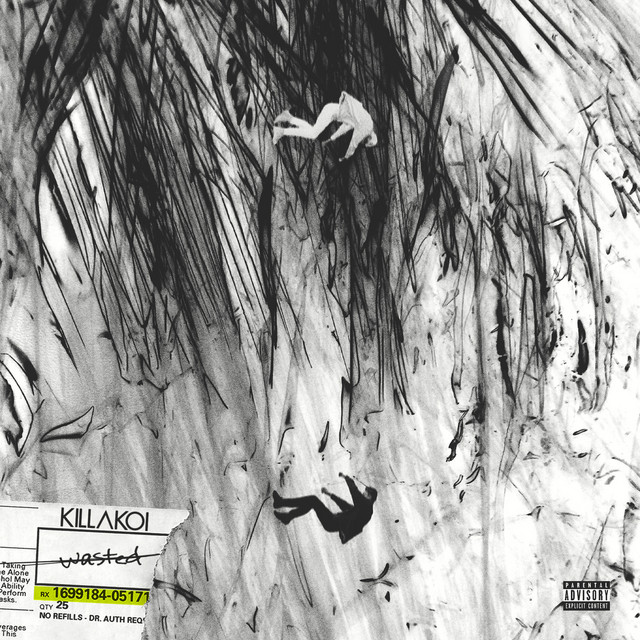 KILLΛKOI
wasted
Taking
e Alone
hol May
Ability
Perform
asks.
RX 1699184-05171
QTY 25
NO REFILLS - DR. AUTH REQ
verages
This
PARENTAL
ADVISORY
EXPLICIT CONTENT